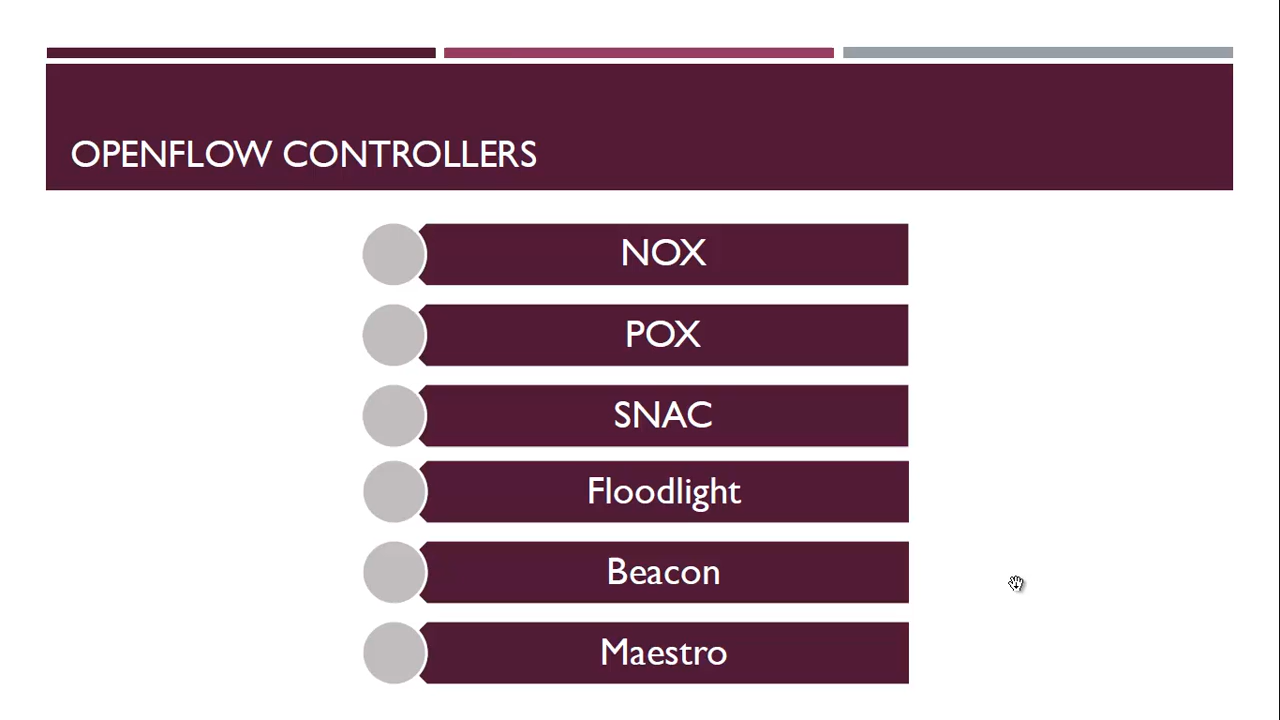 OPENFLOW CONTROLLERS
NOX
POX
SNAC
Floodlight
Beacon
Maestro